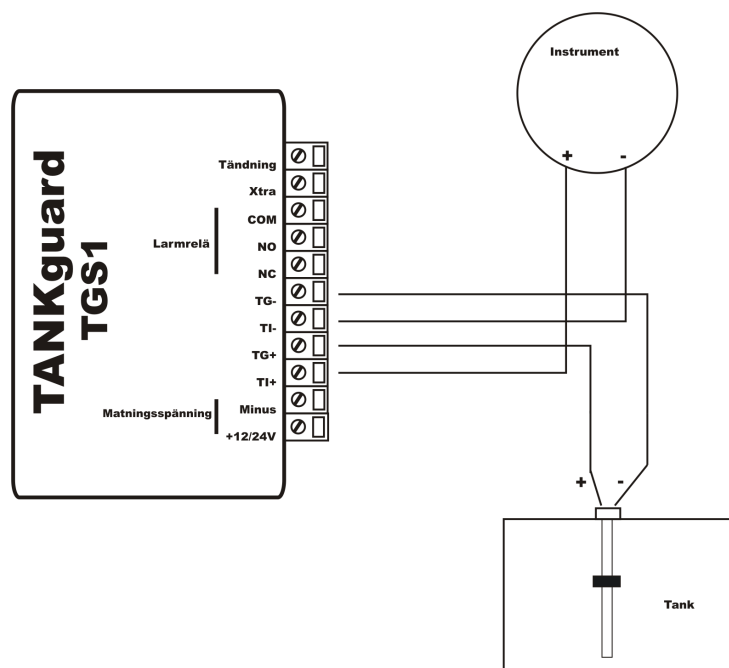 Instrument
+ -
TANKguard
TGS1
Tändning
Xtra
COM
Larmrelä
NO
NC
TG-
TI-
TG+
TI+
Matningsspänning
Minus
+12/24V
+ -
Tank